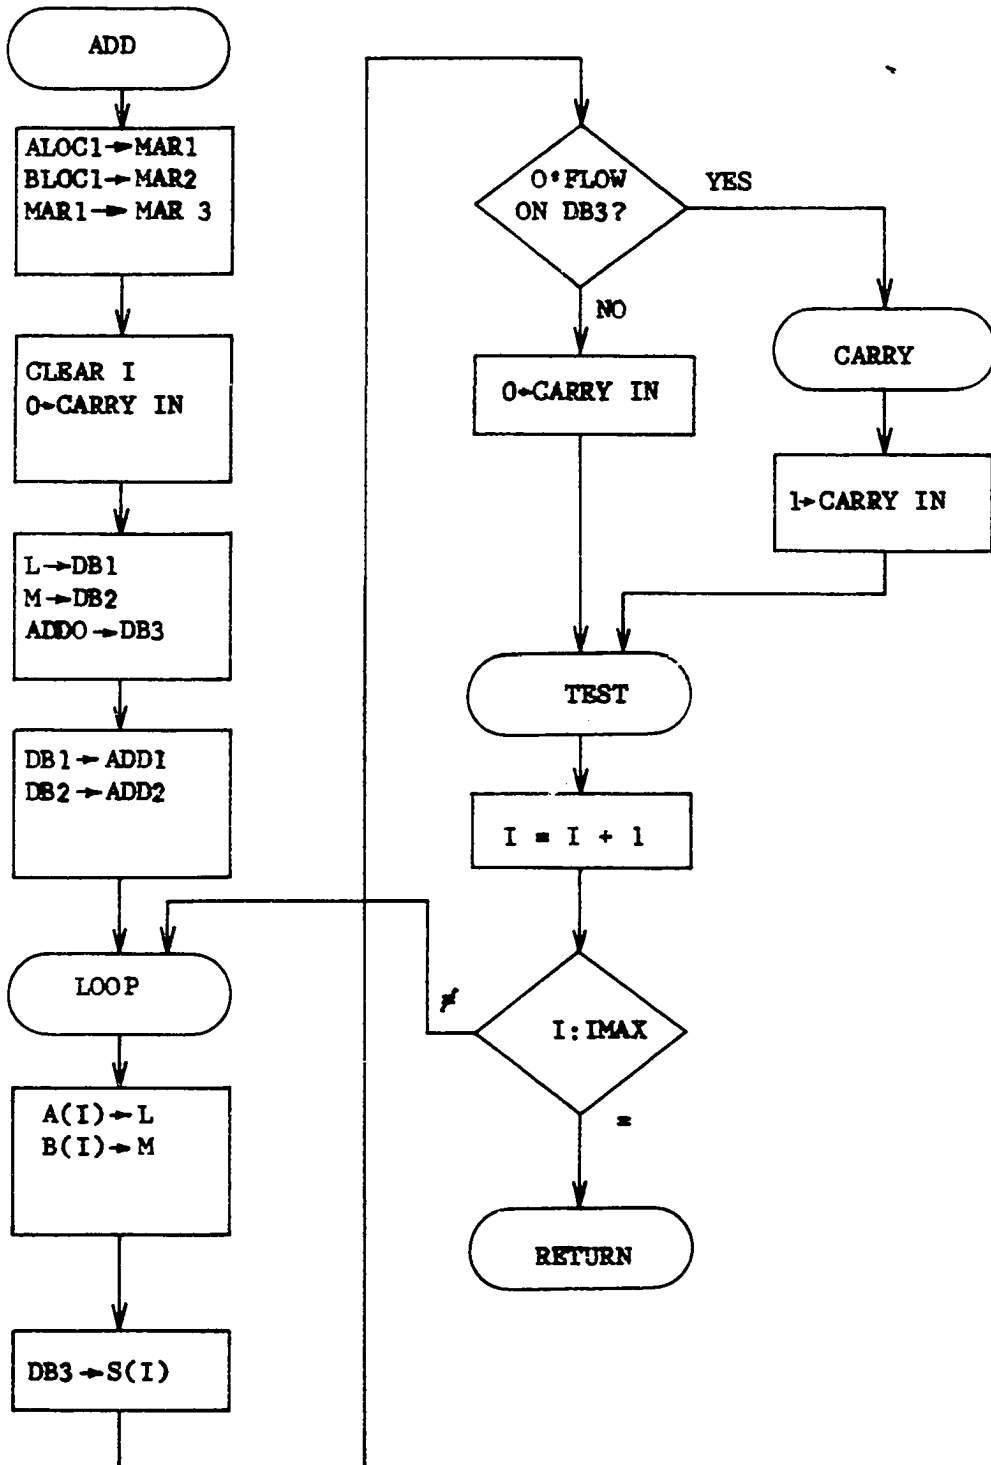 ADD
ALOC1→MAR1
BLOC1→MAR2
MAR1→ MAR 3
CLEAR I
0→CARRY IN
L→DB1
M→DB2
ADDO→DB3
DB1→ADD1
DB2→ADD2
LOOP
A(I)→L
B(I)→M
DB3→S(I)
O'FLOW
ON DB3?
YES
NO
0→CARRY IN
CARRY
1→CARRY IN
TEST
I = I + 1
≠
I:IMAX
=
RETURN